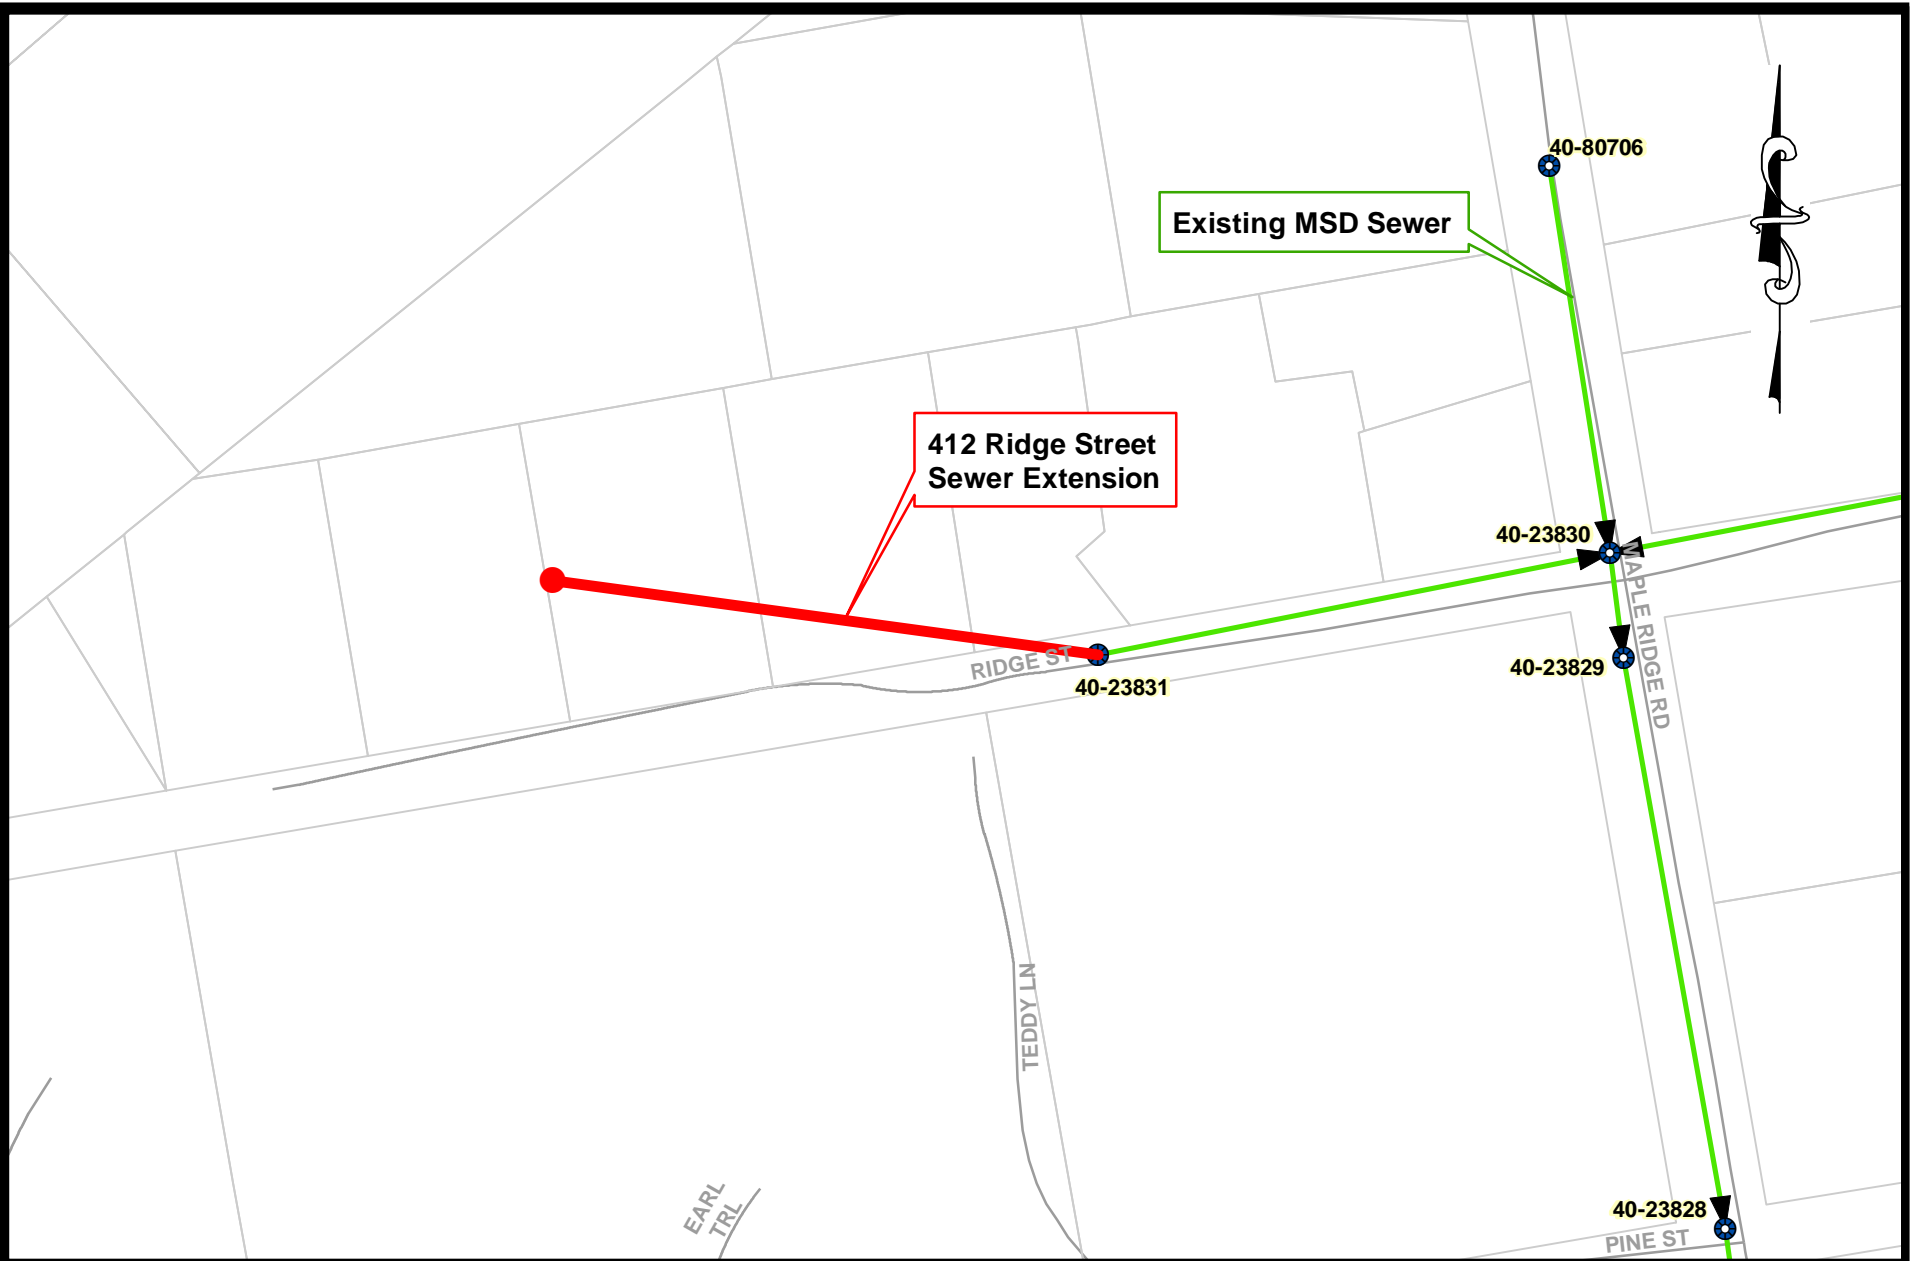 40-80706
Existing MSD Sewer
412 Ridge Street
Sewer Extension
40-23830
MAPLE RIDGE RD
RIDGE ST
40-23831
40-23829
TEDDY LN
EARL
TRL
40-23828
PINE ST